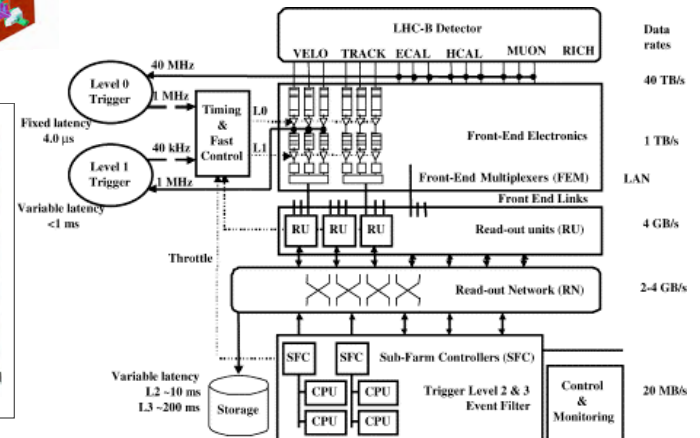 LHC-B Detector
VELO TRACK ECAL HCAL MUON RICH
Data
rates
40 MHz
40 TB/s
Level 0
Trigger
1 MHz
Timing
&
Fast
Control
L0
L1
Fixed latency
4.0 µs
Front-End Electronics
1 TB/s
40 kHz
Level 1
Trigger
1 MHz
Front-End Multiplexers (FEM)
LAN
Front End Links
Variable latency
<1 ms
RU RU RU
Read-out units (RU)
4 GB/s
Throttle
Read-out Network (RN)
2-4 GB/s
SFC SFC
Sub-Farm Controllers (SFC)
Variable latency
L2 ~10 ms
L3 ~200 ms
Storage
CPU CPU
CPU CPU
Trigger Level 2 & 3
Event Filter
Control
&
Monitoring
20 MB/s